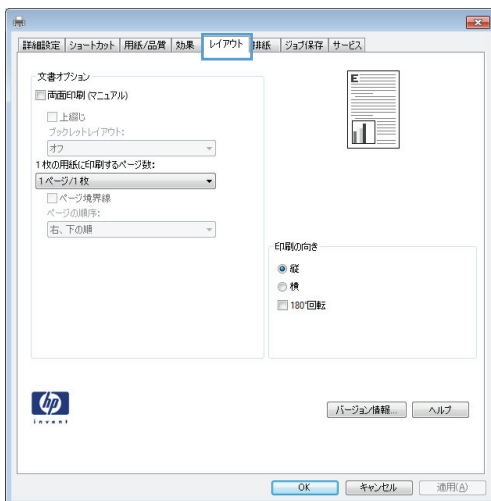 詳細設定 ショートカット 用紙/品質 効果 レイアウト 排紙 ジョブ保存 サービス
文書オプション
両面印刷 (マニュアル)
上綴じ
ブックレット レイアウト:
オフ
1 枚の用紙に印刷するページ数:
1 ページ/1 枚
ページ境界線
ページの順序:
右、下の順
E
印刷の向き
縦
横
180°回転
hp
invent
バージョン情報... ヘルプ
OK キャンセル 適用(A)